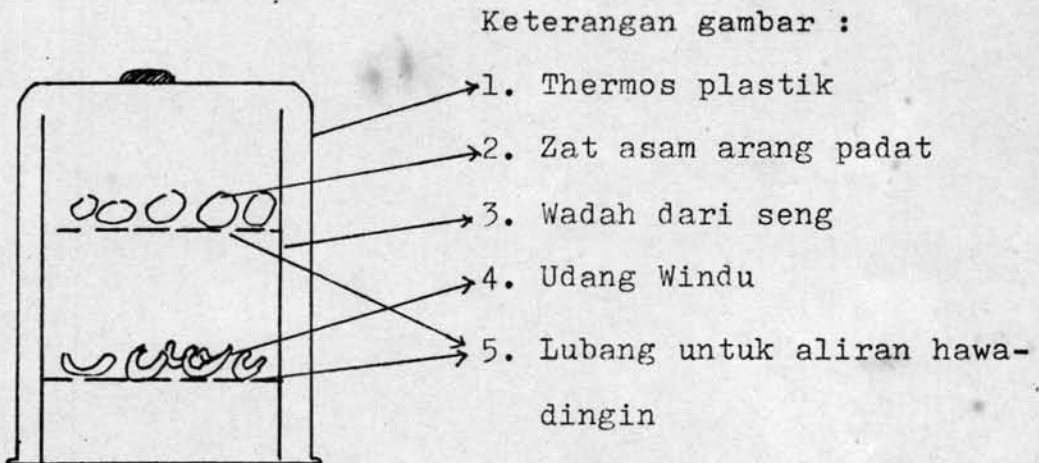 Keterangan gambar :
1. Thermos plastik
2. Zat asam arang padat
3. Wadah dari seng
4. Udang Windu
5. Lubang untuk aliran hawa-
dingin